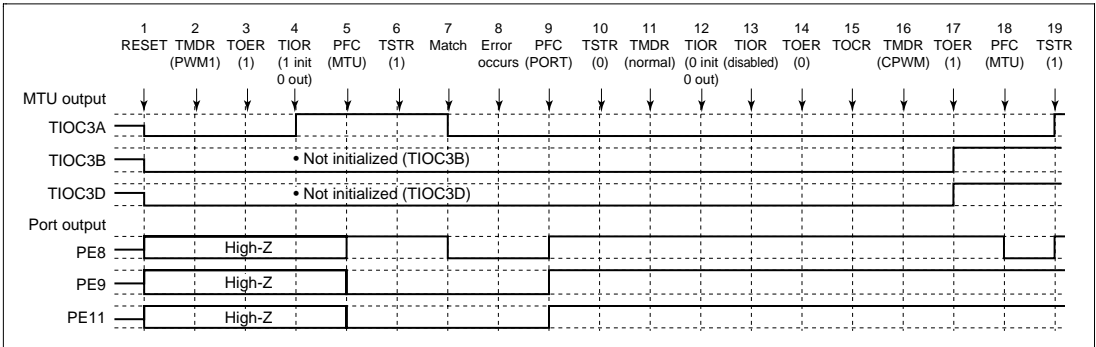 1 2 3 4 5 6 7 8 9 10 11 12 13 14 15 16 17 18 19
RESET TMDR TOER TIOR PFC TSTR Match Error PFC TSTR TMDR TIOR TIOR TOER TOCR TMDR TOER PFC TSTR
(PWM1) (1) (1 init (MTU) (1) occurs (PORT) (0) (normal) (0 init (disabled) (0) (CPWM) (1) (MTU) (1)
0 out) 0 out)
MTU output
TIOC3A
TIOC3B • Not initialized (TIOC3B)
TIOC3D • Not initialized (TIOC3D)
Port output
PE8 High-Z
PE9 High-Z
PE11 High-Z